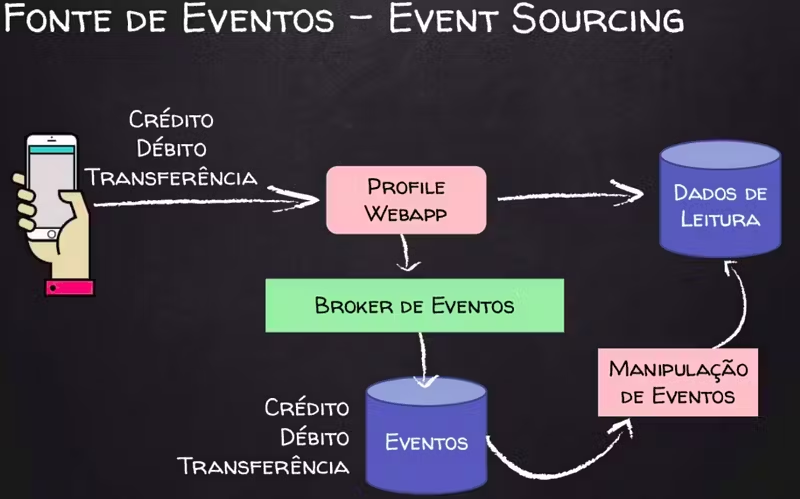 Fonte de Eventos – Event Sourcing
Crédito
Débito
Transferência
Profile
Webapp
Dados de
Leitura
Broker de Eventos
Manipulação
de Eventos
Crédito
Débito
Transferência
Eventos